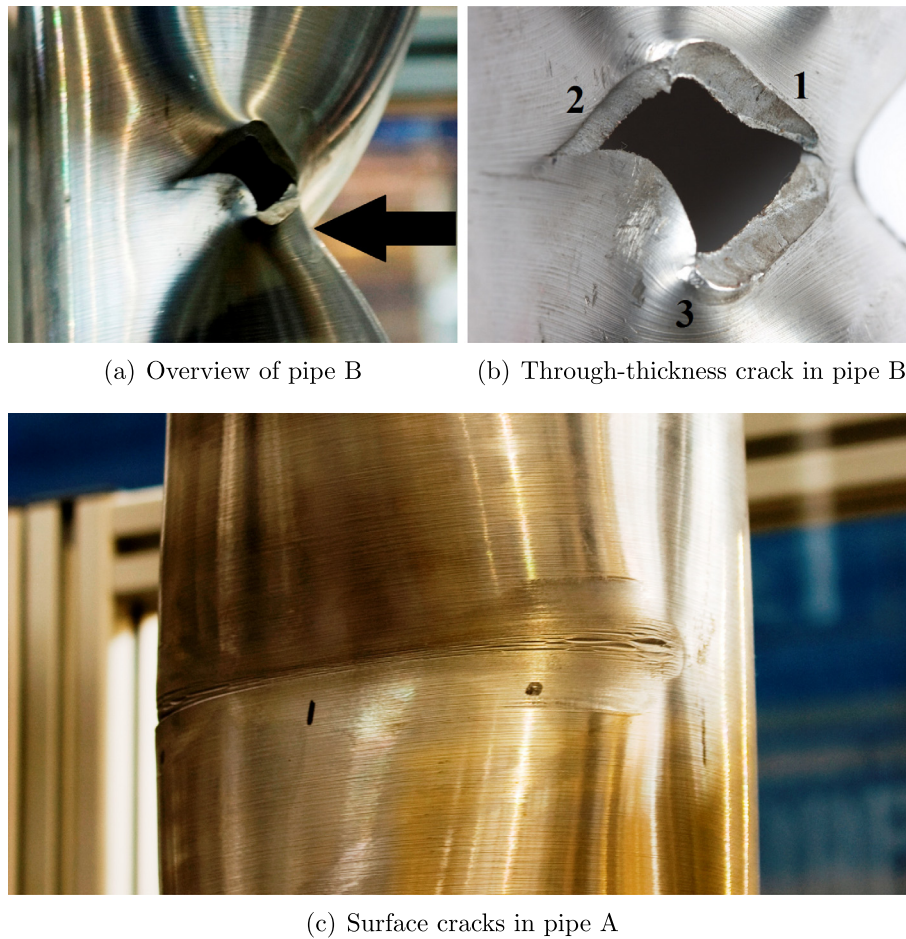 1
2
3
(a) Overview of pipe B
(b) Through-thickness crack in pipe B
(c) Surface cracks in pipe A